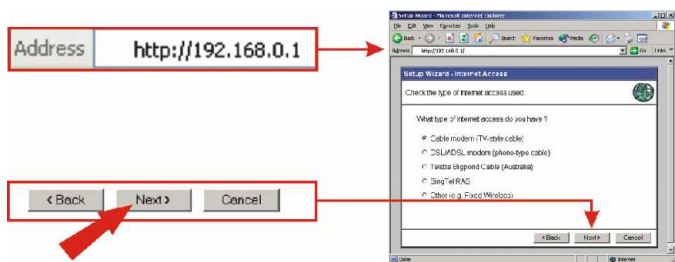 Address http://192.168.0.1
< Back Next > Cancel
Setup Wizard - Microsoft Internet Explorer
File Edit View Favorites Tools Help
Back Search Favorites Media
Address http://192.168.0.1/ Go Links
Setup Wizard - Internet Access
Check the type of Internet access used.
What type of Internet access do you have ?
Cable modem (TV-style cable)
DSL/ADSL modem (phone-type cable)
Telstra Bigpond Cable (Australia)
SingTel RAS
Other (e.g. Fixed Wireless)
< Back Next > Cancel
Done Internet